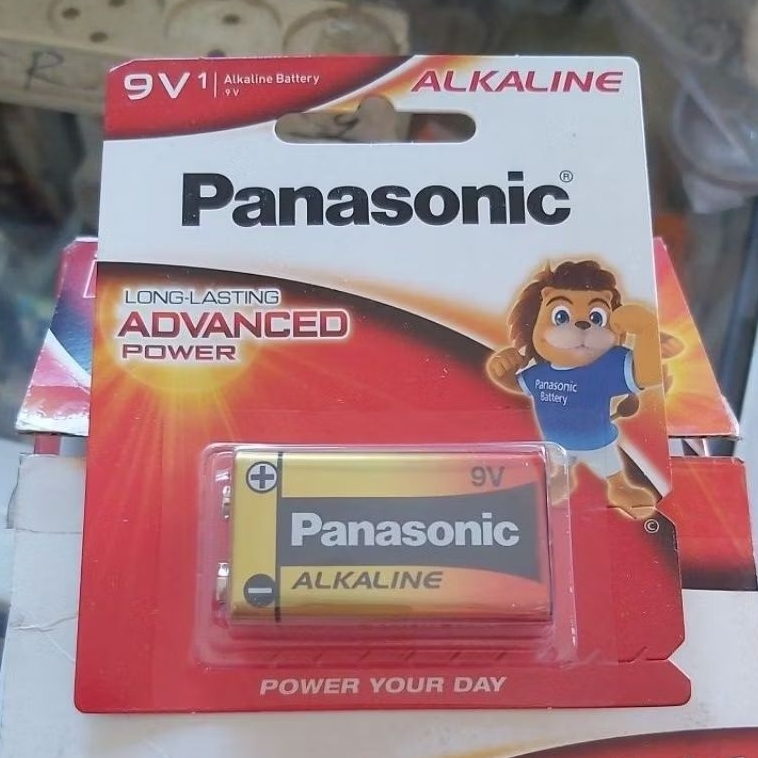 9V 1 Alkaline Battery
9V
ALKALINE
Panasonic®
LONG-LASTING
ADVANCED
POWER
Panasonic
Battery
+ 9V
Panasonic
- ALKALINE
©
POWER YOUR DAY
R